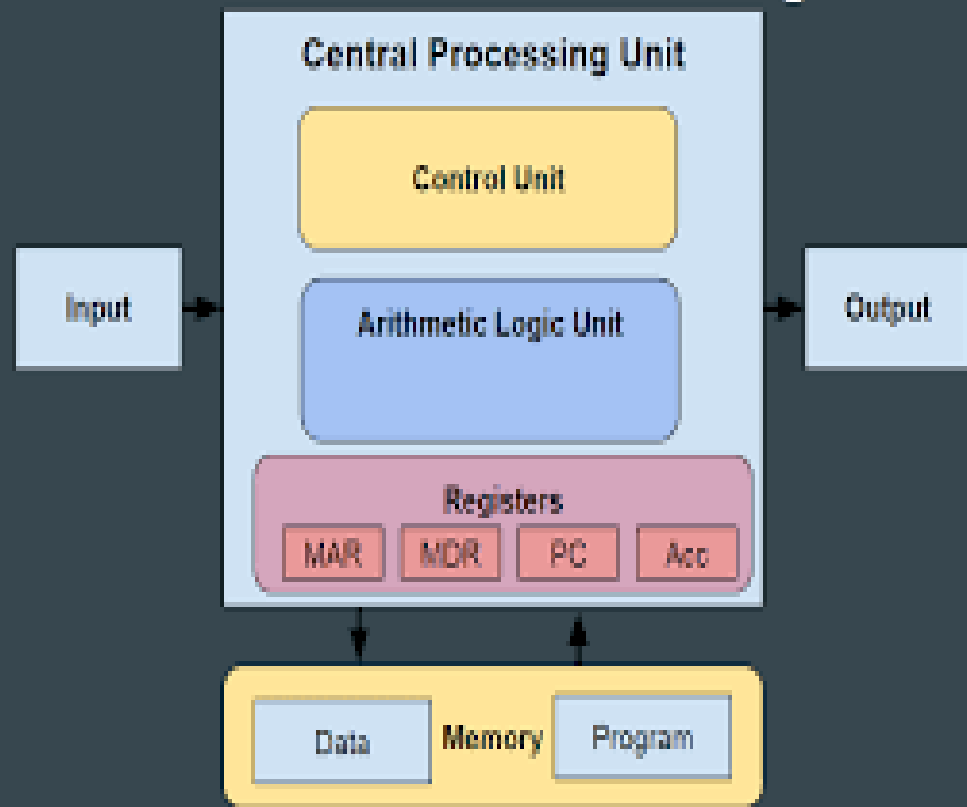 Central Processing Unit
Control Unit
Input
Arithmetic Logic Unit
Output
Registers
MAR MDR PC Acc
Data Memory Program